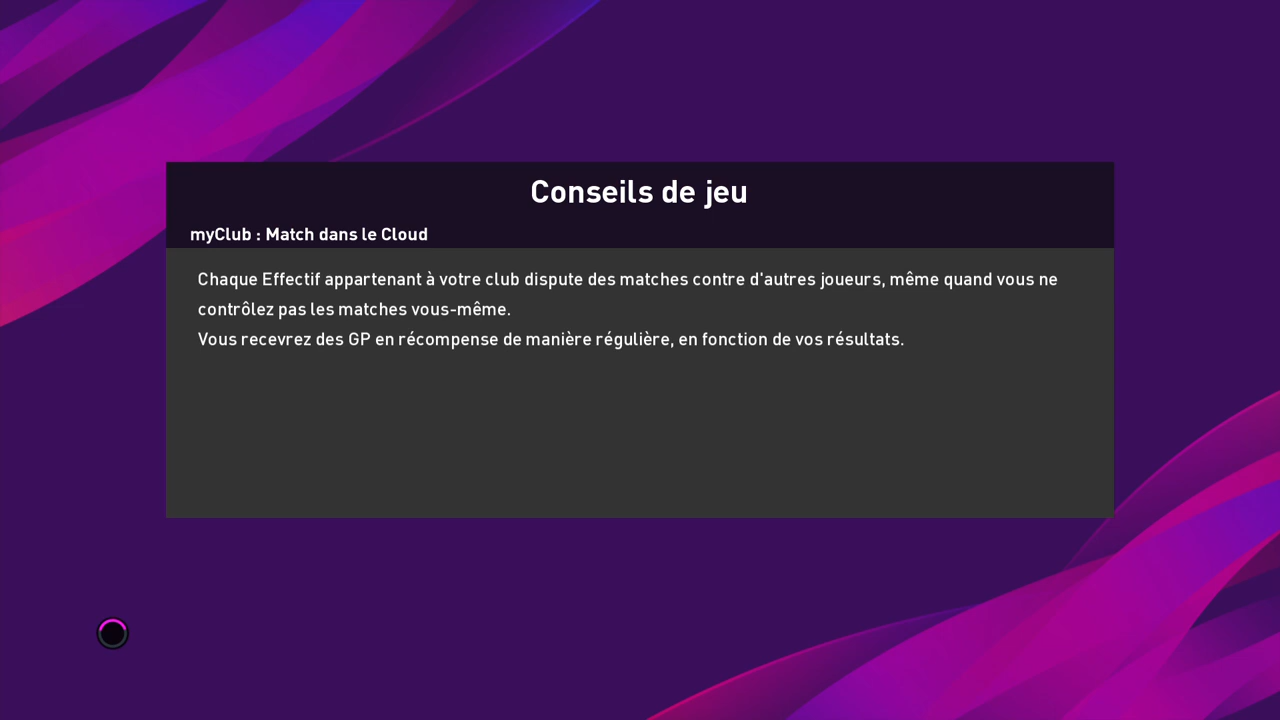 Conseils de jeu
myClub : Match dans le Cloud
Chaque Effectif appartenant à votre club dispute des matches contre d'autres joueurs, même quand vous ne
contrôlez pas les matches vous-même.
Vous recevrez des GP en récompense de manière régulière, en fonction de vos résultats.